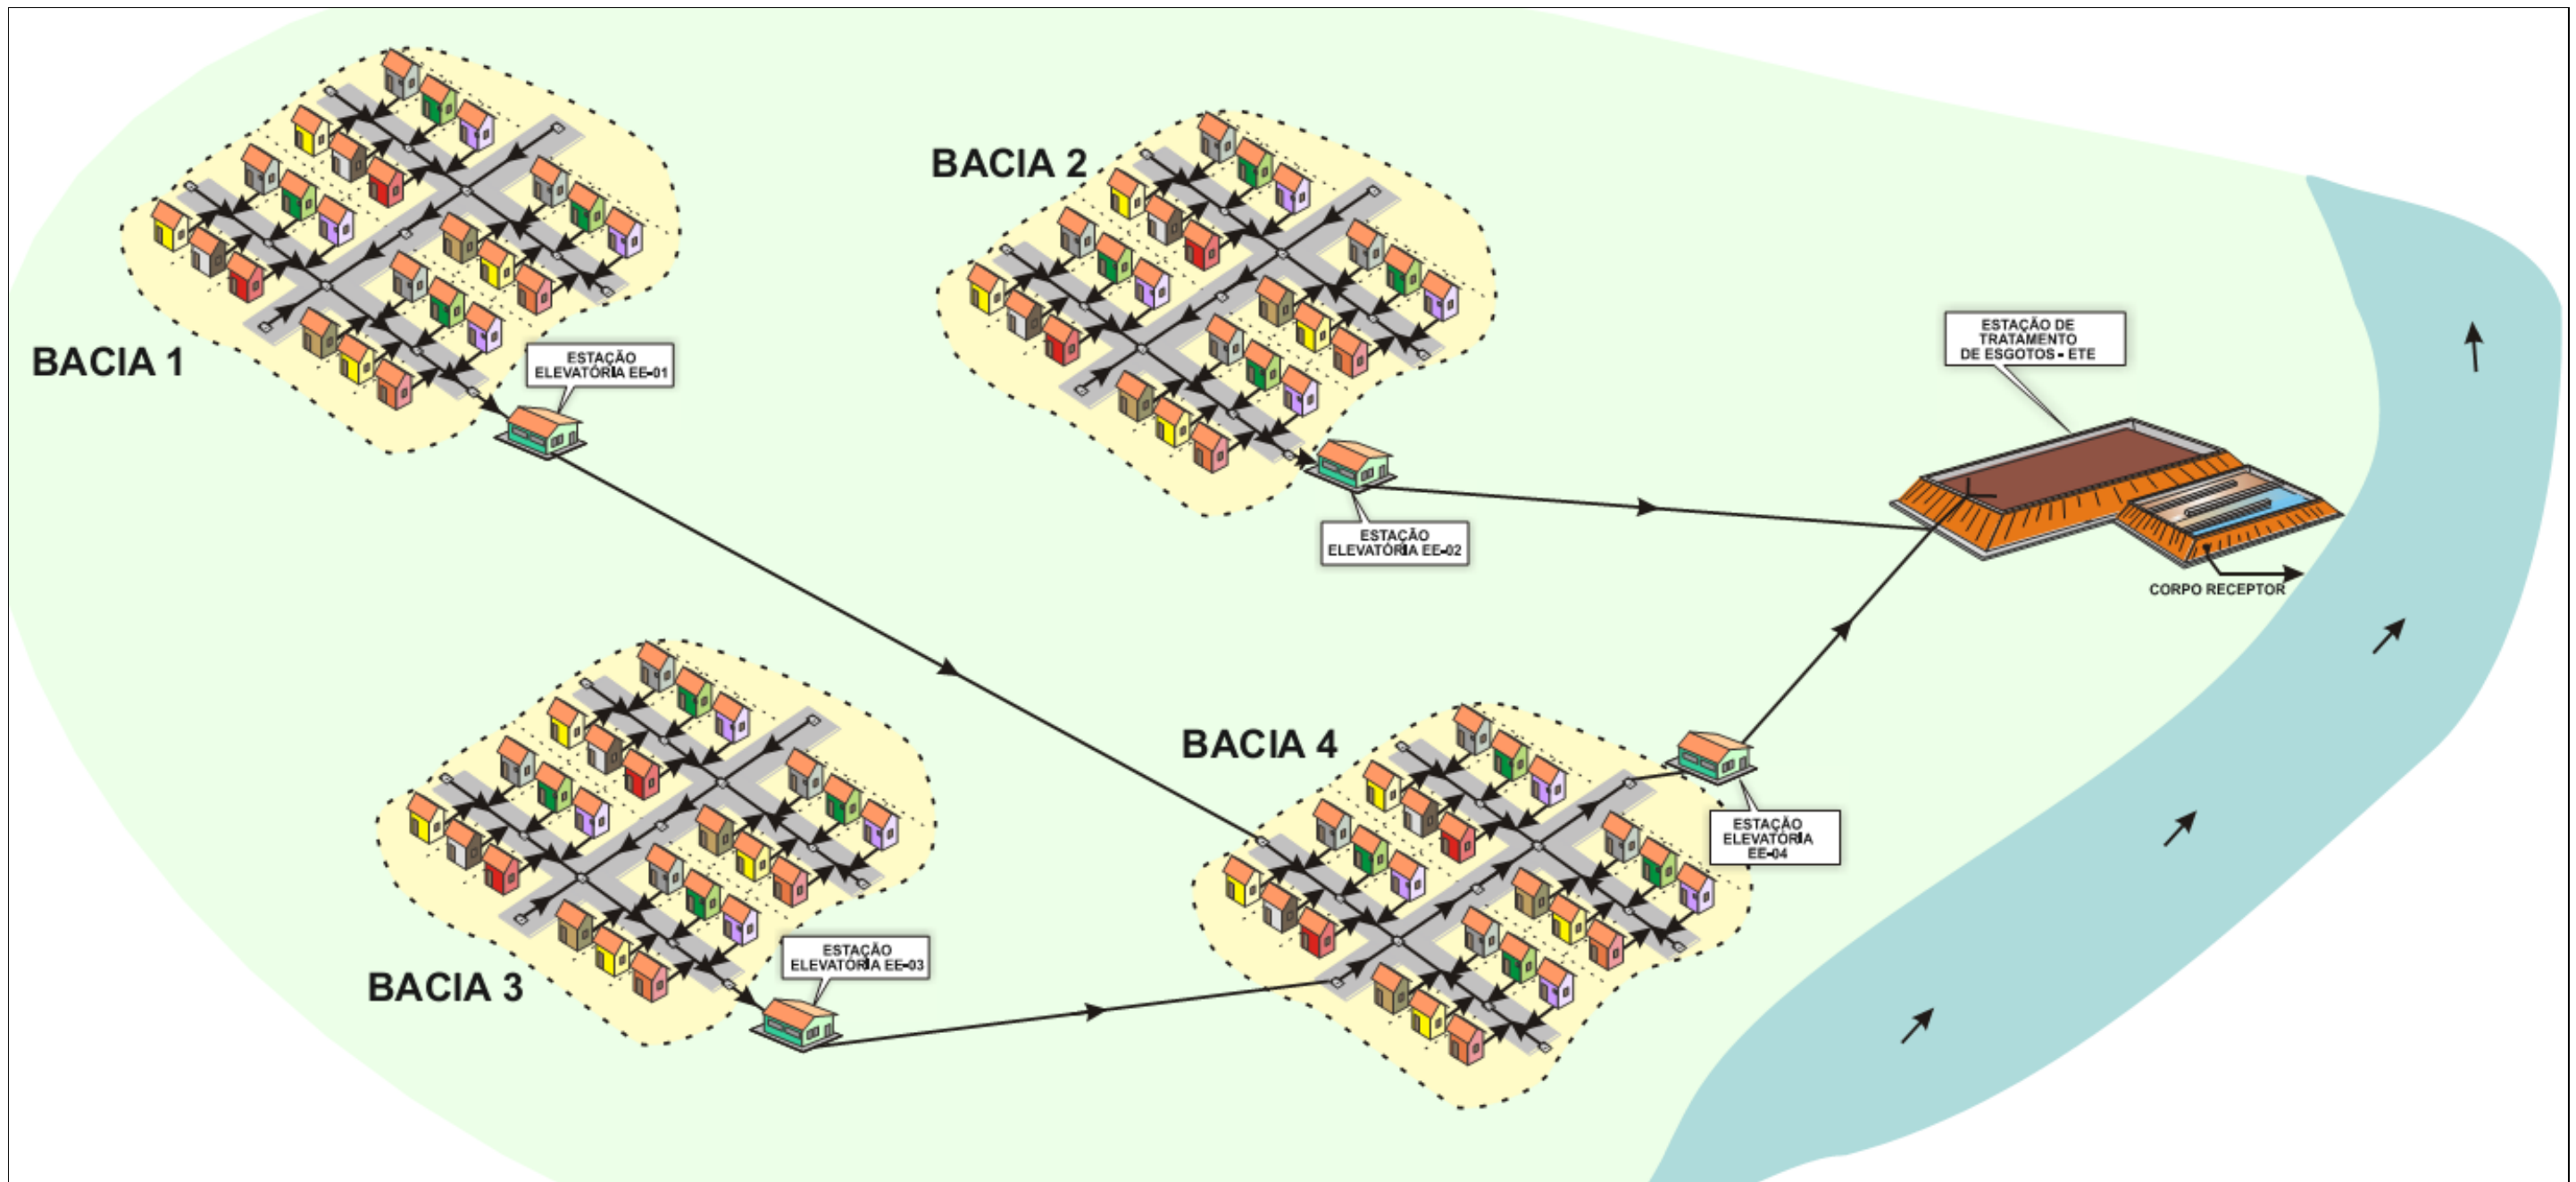 BACIA 1
ESTAÇÃO
ELEVATÓRIA EE-01
BACIA 2
ESTAÇÃO
ELEVATÓRIA EE-02
ESTAÇÃO DE
TRATAMENTO
DE ESGOTOS - ETE
CORPO RECEPTOR
BACIA 3
ESTAÇÃO
ELEVATÓRIA EE-03
BACIA 4
ESTAÇÃO
ELEVATÓRIA
EE-04